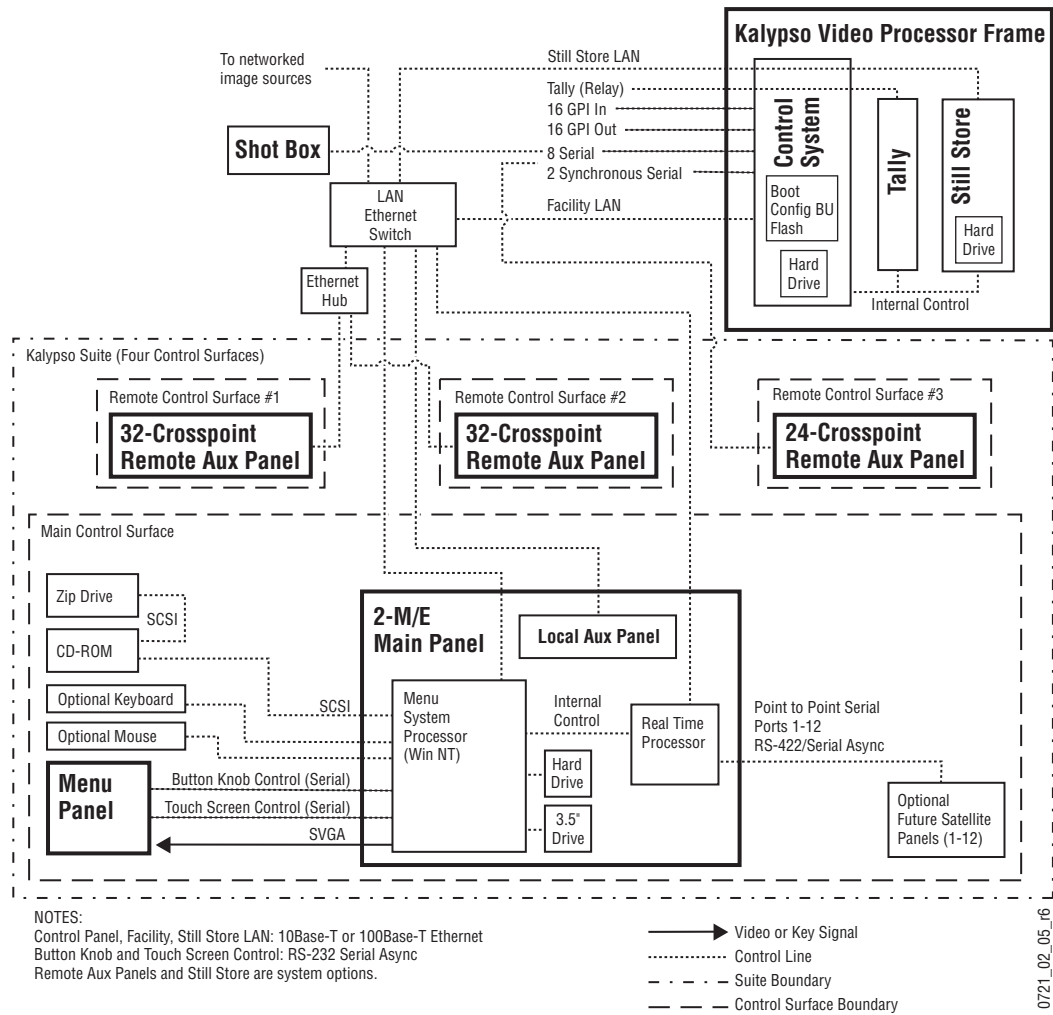 Kalypso Video Processor Frame
To networked
image sources
Still Store LAN
Tally (Relay)
16 GPI In
16 GPI Out
8 Serial
2 Synchronous Serial
Facility LAN
Shot Box
LAN
Ethernet
Switch
Ethernet
Hub
Control
System
Boot
Config BU
Flash
Hard
Drive
Tally
Still Store
Hard
Drive
Internal Control
Kalypso Suite (Four Control Surfaces)
Remote Control Surface #1
32-Crosspoint
Remote Aux Panel
Remote Control Surface #2
32-Crosspoint
Remote Aux Panel
Remote Control Surface #3
24-Crosspoint
Remote Aux Panel
Main Control Surface
Zip Drive
SCSI
CD-ROM
Optional Keyboard
SCSI
Optional Mouse
Menu
Panel
Button Knob Control (Serial)
Touch Screen Control (Serial)
SVGA
2-M/E
Main Panel
Local Aux Panel
Menu
System
Processor
(Win NT)
Internal
Control
Real Time
Processor
Hard
Drive
3.5"
Drive
Point to Point Serial
Ports 1-12
RS-422/Serial Async
Optional
Future Satellite
Panels (1-12)
NOTES:
Control Panel, Facility, Still Store LAN: 10Base-T or 100Base-T Ethernet
Button Knob and Touch Screen Control: RS-232 Serial Async
Remote Aux Panels and Still Store are system options.
Video or Key Signal
Control Line
Suite Boundary
Control Surface Boundary
0721_02_05_r6